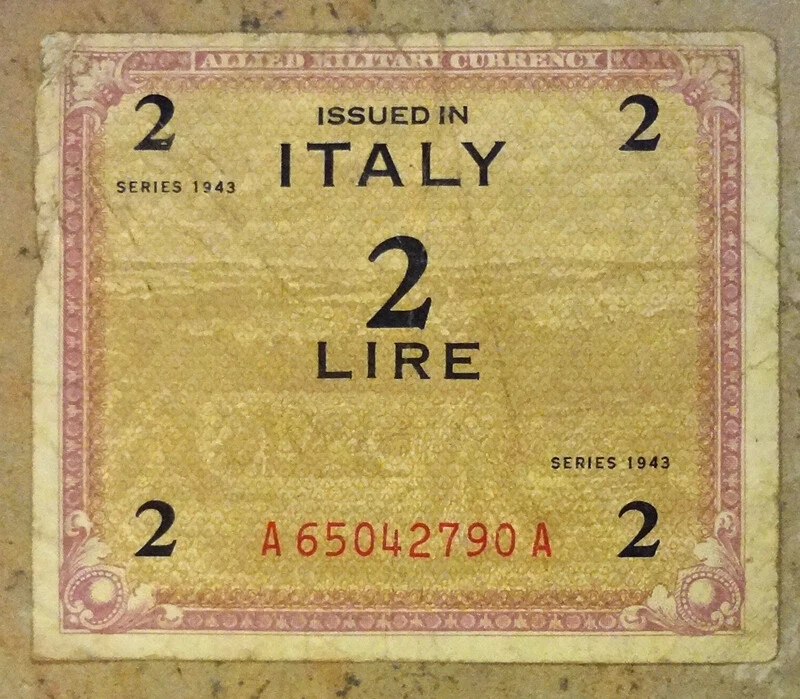 ALLIED MILITARY CURRENCY
2 ISSUED IN 2
ITALY
SERIES 1943
2
LIRE
SERIES 1943
2 A 65042790 A 2